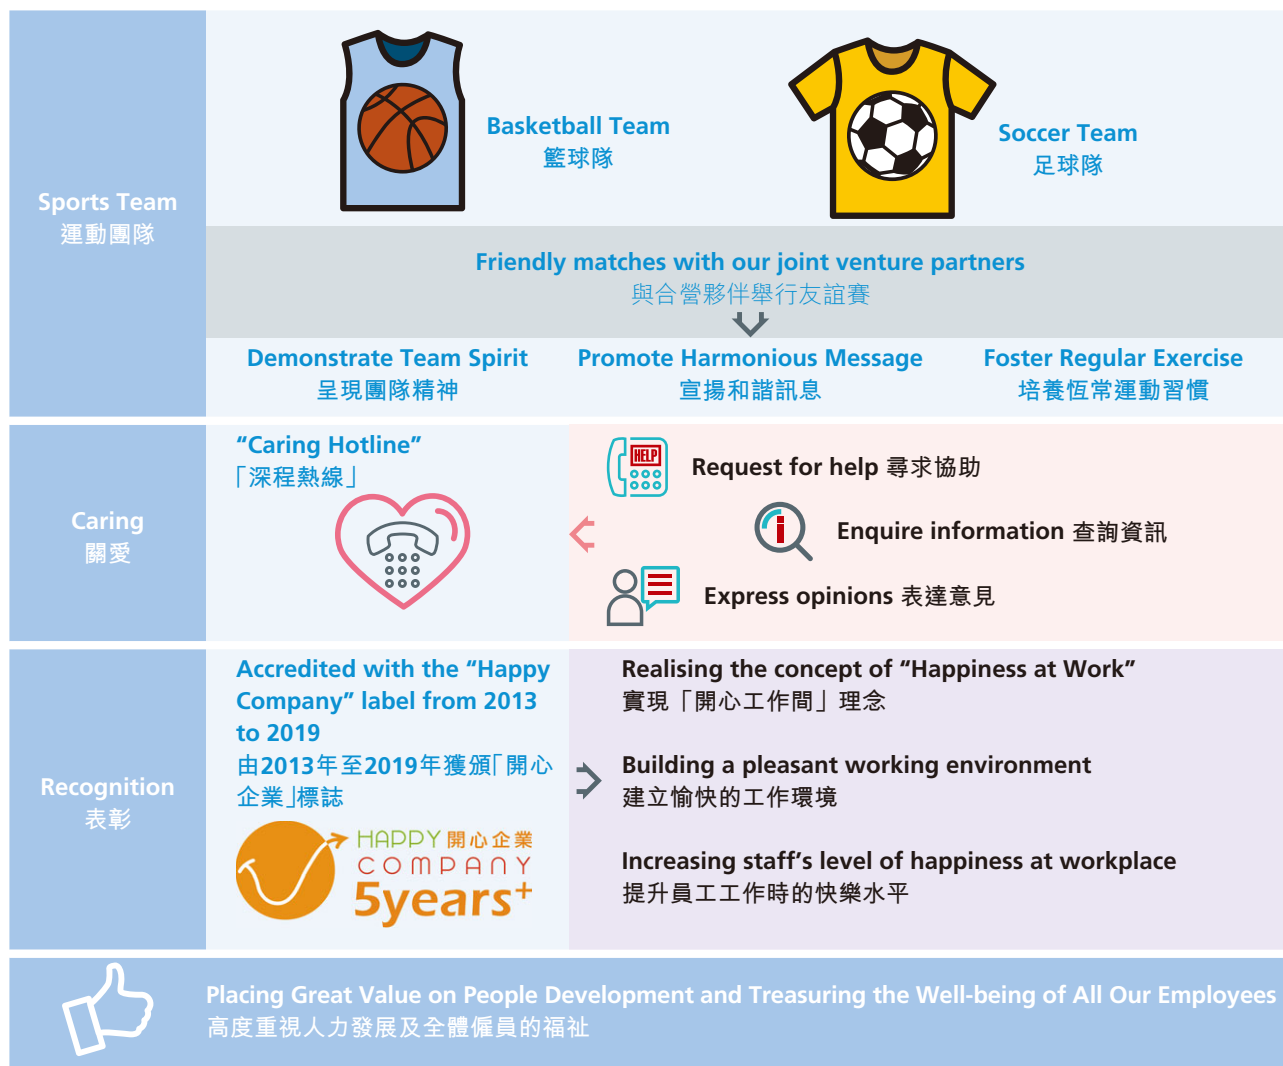 Sports Team
運動團隊
Basketball Team
籃球隊
Soccer Team
足球隊
Friendly matches with our joint venture partners
與合營夥伴舉行友誼賽
Demonstrate Team Spirit
呈現團隊精神
Promote Harmonious Message
宣揚和諧訊息
Foster Regular Exercise
培養恆常運動習慣
Caring
關愛
“Caring Hotline”
「深程熱線」
HELP
Request for help 尋求協助
i
Enquire information 查詢資訊
Express opinions 表達意見
Recognition
表彰
Accredited with the “Happy
Company” label from 2013
to 2019
由2013年至2019年獲頒「開心
企業」標誌
HAPPY 開心企業
COMPANY
5years+
Realising the concept of “Happiness at Work”
實現「開心工作間」理念
Building a pleasant working environment
建立愉快的工作環境
Increasing staff’s level of happiness at workplace
提升員工工作時的快樂水平
Placing Great Value on People Development and Treasuring the Well-being of All Our Employees
高度重視人力發展及全體僱員的福祉